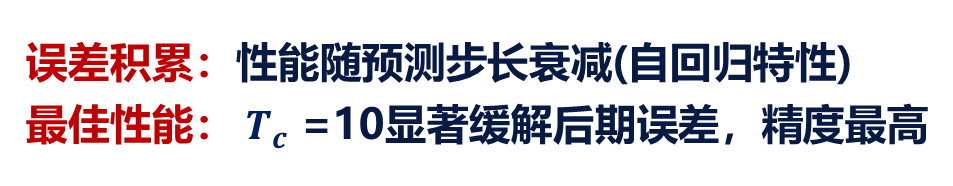 误差积累：性能随预测步长衰减(自回归特性)
最佳性能：T_c =10显著缓解后期误差，精度最高